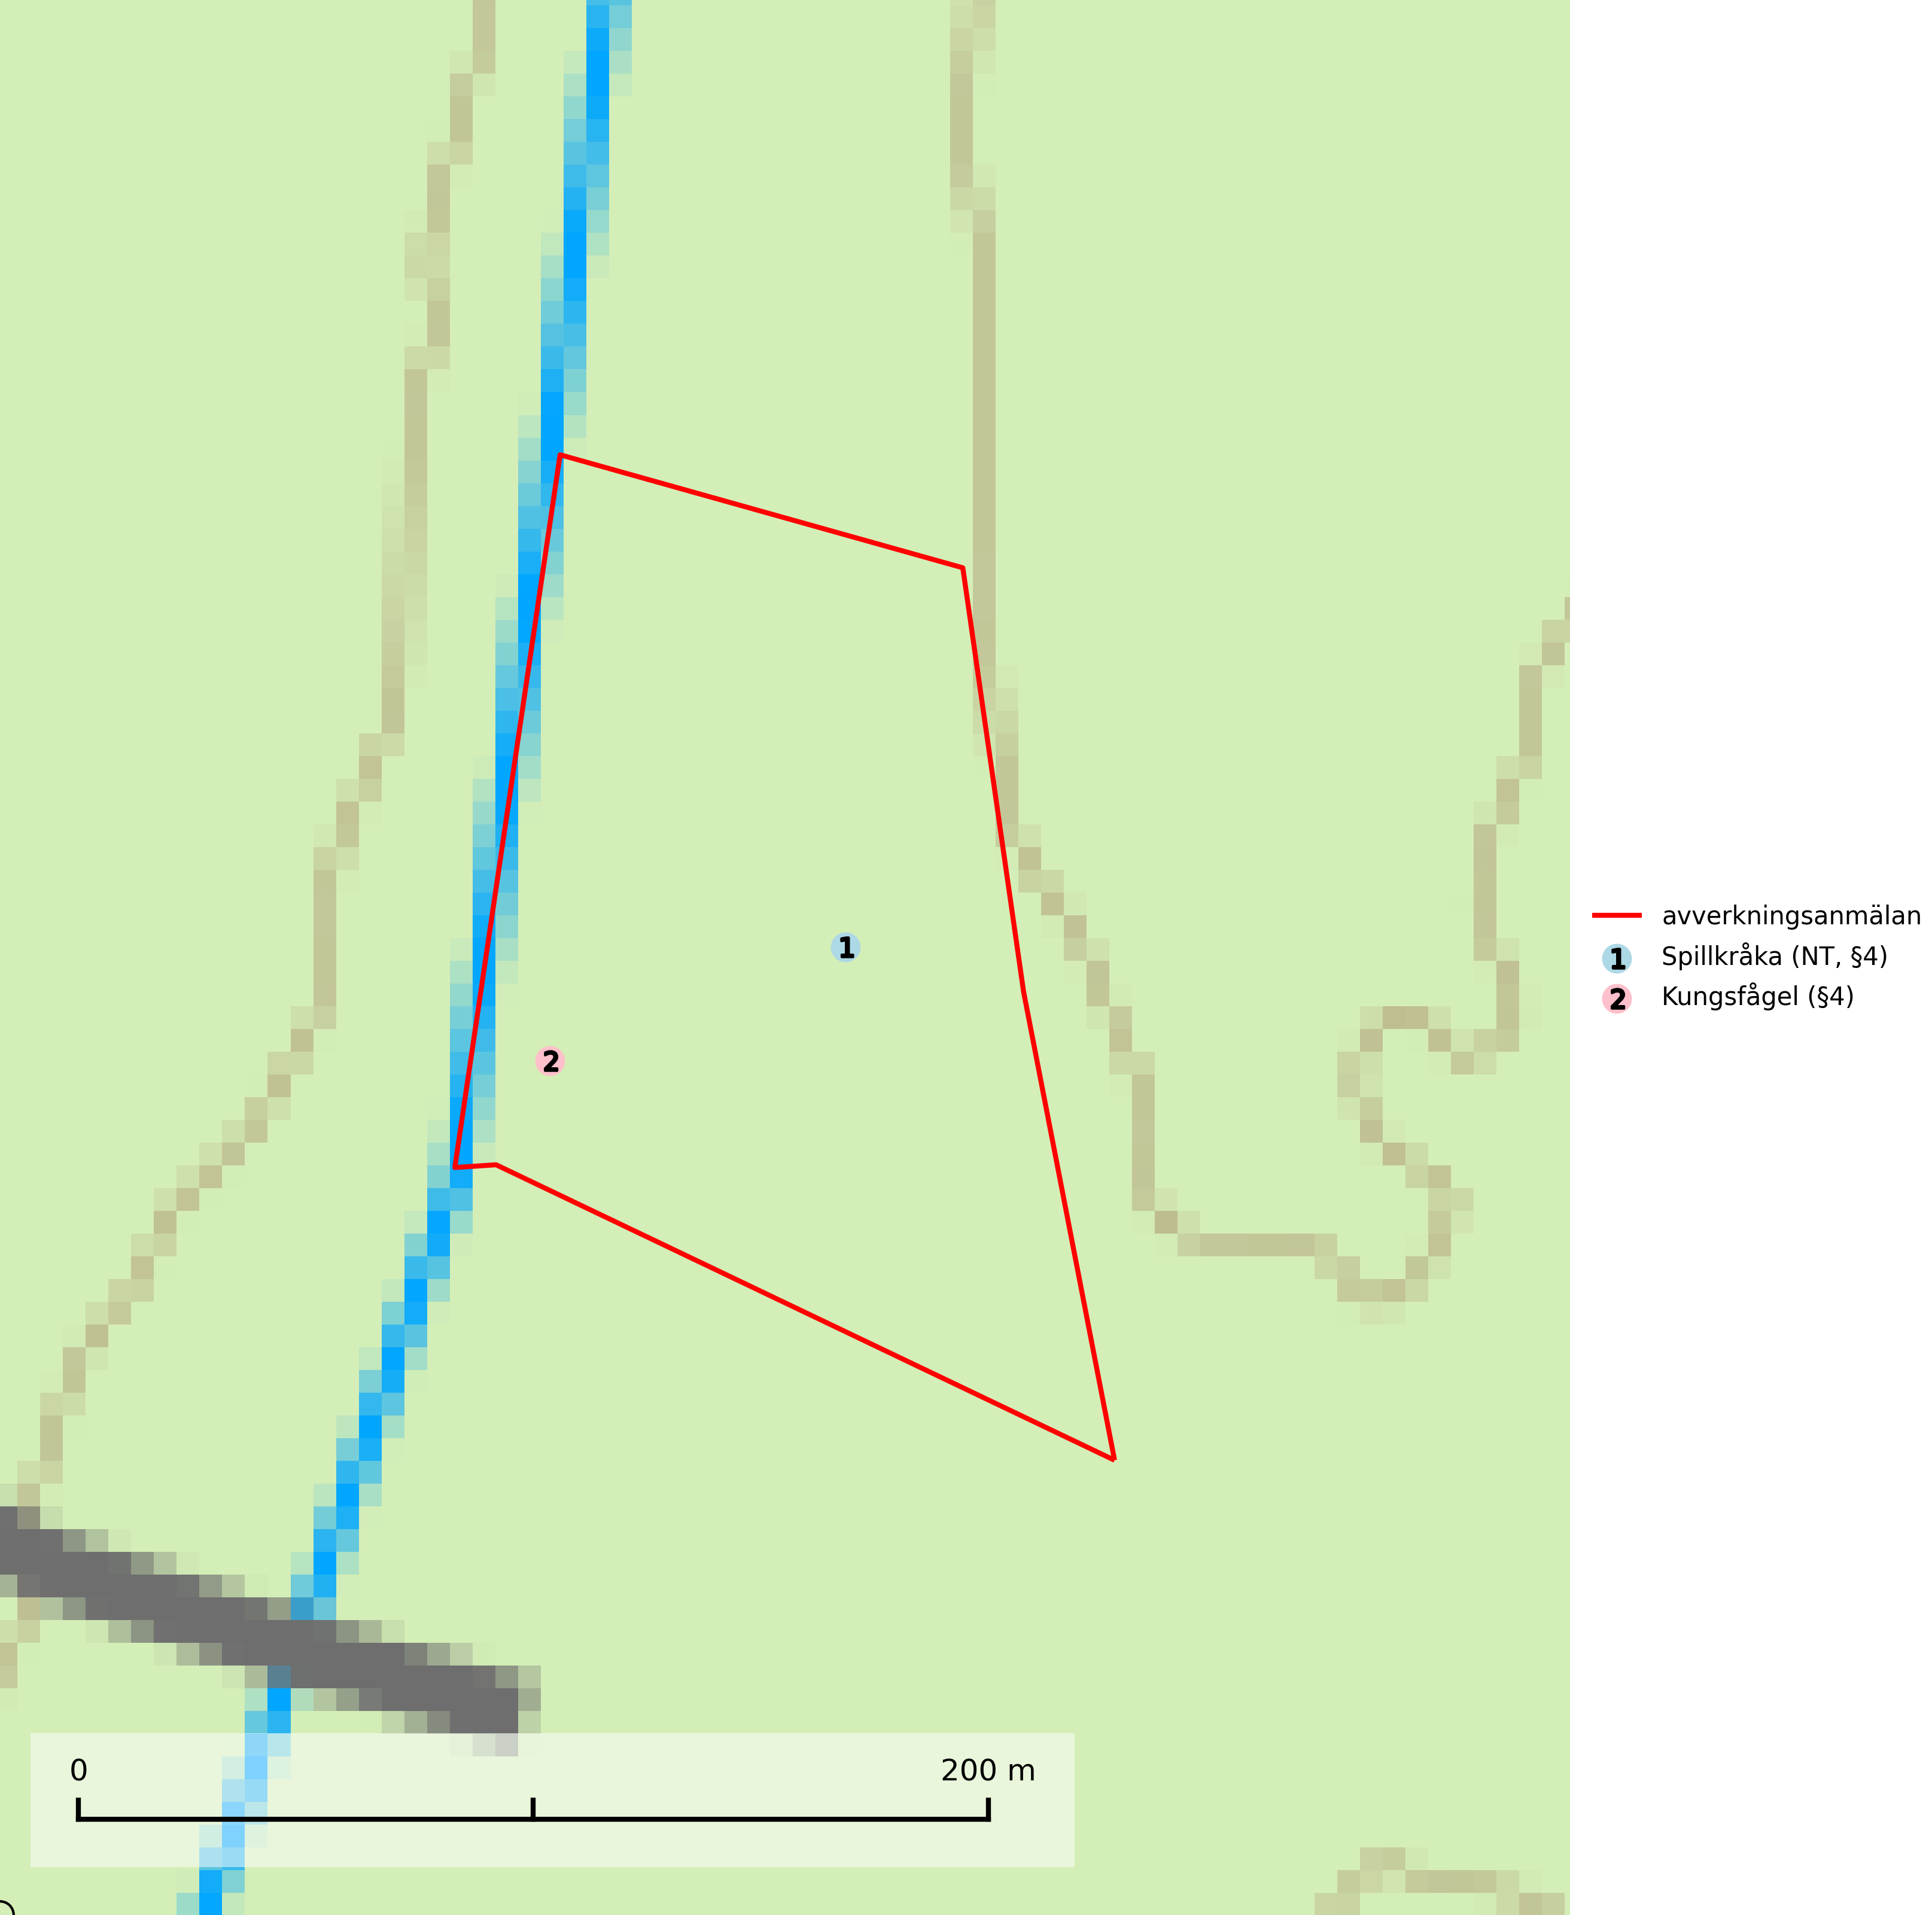 1
2
avverkningsanmälan
1 Spillkråka (NT, §4)
2 Kungsfågel (§4)
0 200 m